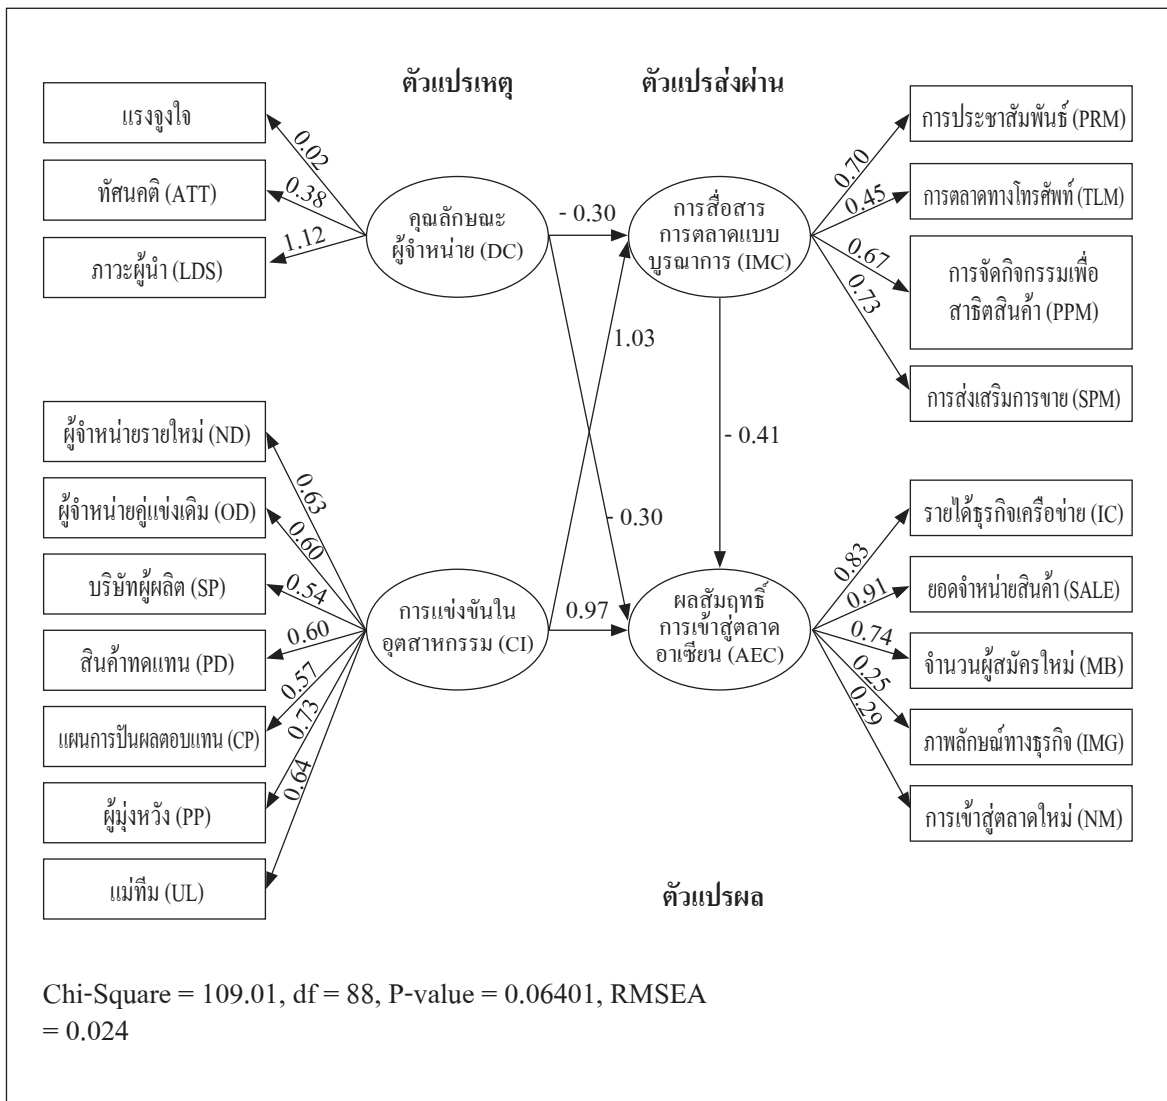 ตัวแปรเหตุ
ตัวแปรส่งผ่าน
แรงจูงใจ
ทัศนคติ (ATT)
ภาวะผู้นำ (LDS)
0.02
0.38
1.12
คุณลักษณะ
ผู้จำหน่าย (DC)
- 0.30
การสื่อสาร
การตลาดแบบ
บูรณาการ (IMC)
0.70
0.45
0.67
0.73
การประชาสัมพันธ์ (PRM)
การตลาดทางโทรศัพท์ (TLM)
การจัดกิจกรรมเพื่อ
สาธิตสินค้า (PPM)
การส่งเสริมการขาย (SPM)
1.03
- 0.41
- 0.30
ผู้จำหน่ายรายใหม่ (ND)
ผู้จำหน่ายคู่แข่งเดิม (OD)
บริษัทผู้ผลิต (SP)
สินค้าทดแทน (PD)
แผนการปันผลตอบแทน (CP)
ผู้มุ่งหวัง (PP)
แม่ทีม (UL)
0.63
0.60
0.54
0.60
0.57
0.73
0.64
การแข่งขันใน
อุตสาหกรรม (CI)
0.97
ผลสัมฤทธิ์
การเข้าสู่ตลาด
อาเซียน (AEC)
0.83
0.91
0.74
0.25
0.29
รายได้ธุรกิจเครือข่าย (IC)
ยอดจำหน่ายสินค้า (SALE)
จำนวนผู้สมัครใหม่ (MB)
ภาพลักษณ์ทางธุรกิจ (IMG)
การเข้าสู่ตลาดใหม่ (NM)
ตัวแปรผล
Chi-Square = 109.01, df = 88, P-value = 0.06401, RMSEA
= 0.024